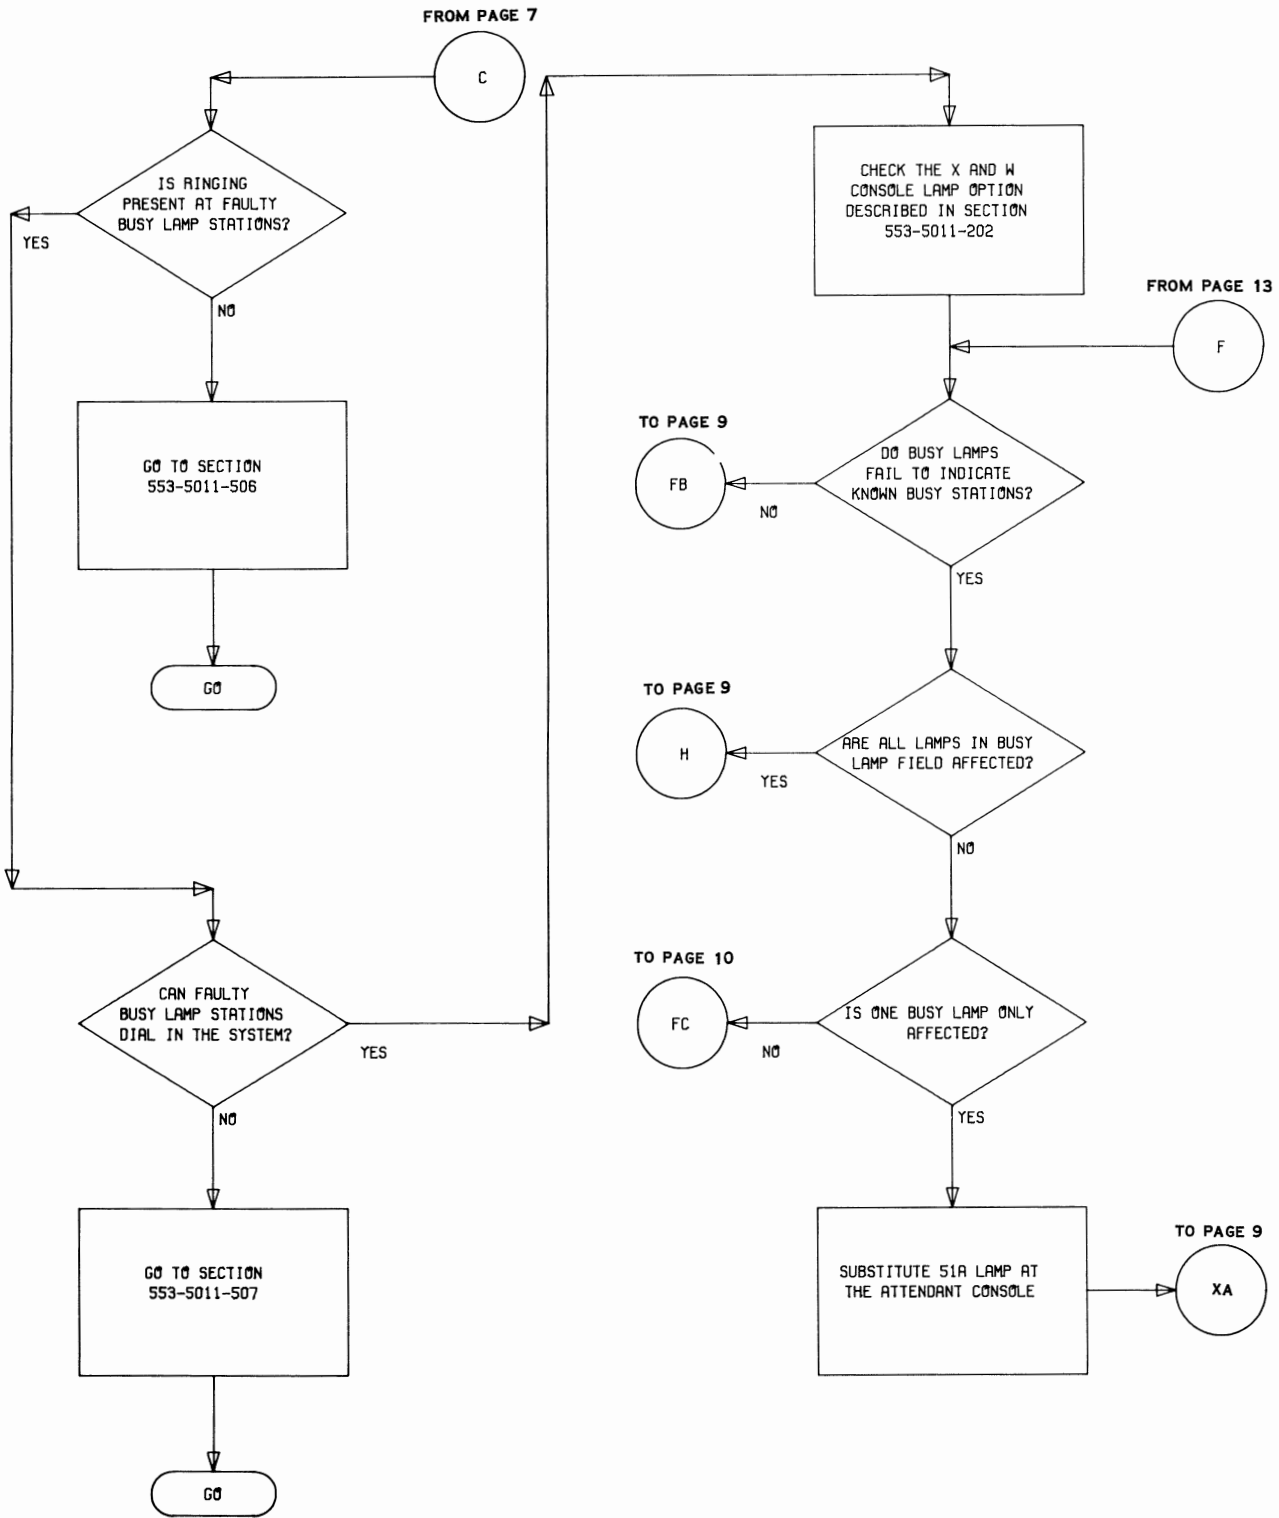 FROM PAGE 7
C
IS RINGING
PRESENT AT FAULTY
BUSY LAMP STATIONS?
YES
NO
GO TO SECTION
553-5011-506
GO
CAN FAULTY
BUSY LAMP STATIONS
DIAL IN THE SYSTEM?
YES
NO
GO TO SECTION
553-5011-507
GO
CHECK THE X AND W
CONSOLE LAMP OPTION
DESCRIBED IN SECTION
553-5011-202
FROM PAGE 13
F
TO PAGE 9
FB
DO BUSY LAMPS
FAIL TO INDICATE
KNOWN BUSY STATIONS?
NO
YES
TO PAGE 9
H
ARE ALL LAMPS IN BUSY
LAMP FIELD AFFECTED?
YES
NO
TO PAGE 10
FC
IS ONE BUSY LAMP ONLY
AFFECTED?
NO
YES
SUBSTITUTE 51A LAMP AT
THE ATTENDANT CONSOLE
TO PAGE 9
XA